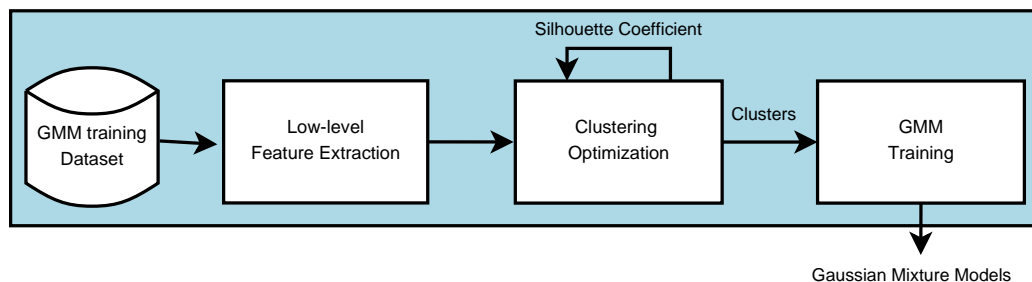 Silhouette Coefficient
GMM training
Dataset
Low-level
Feature Extraction
Clustering
Optimization
Clusters
GMM
Training
Gaussian Mixture Models